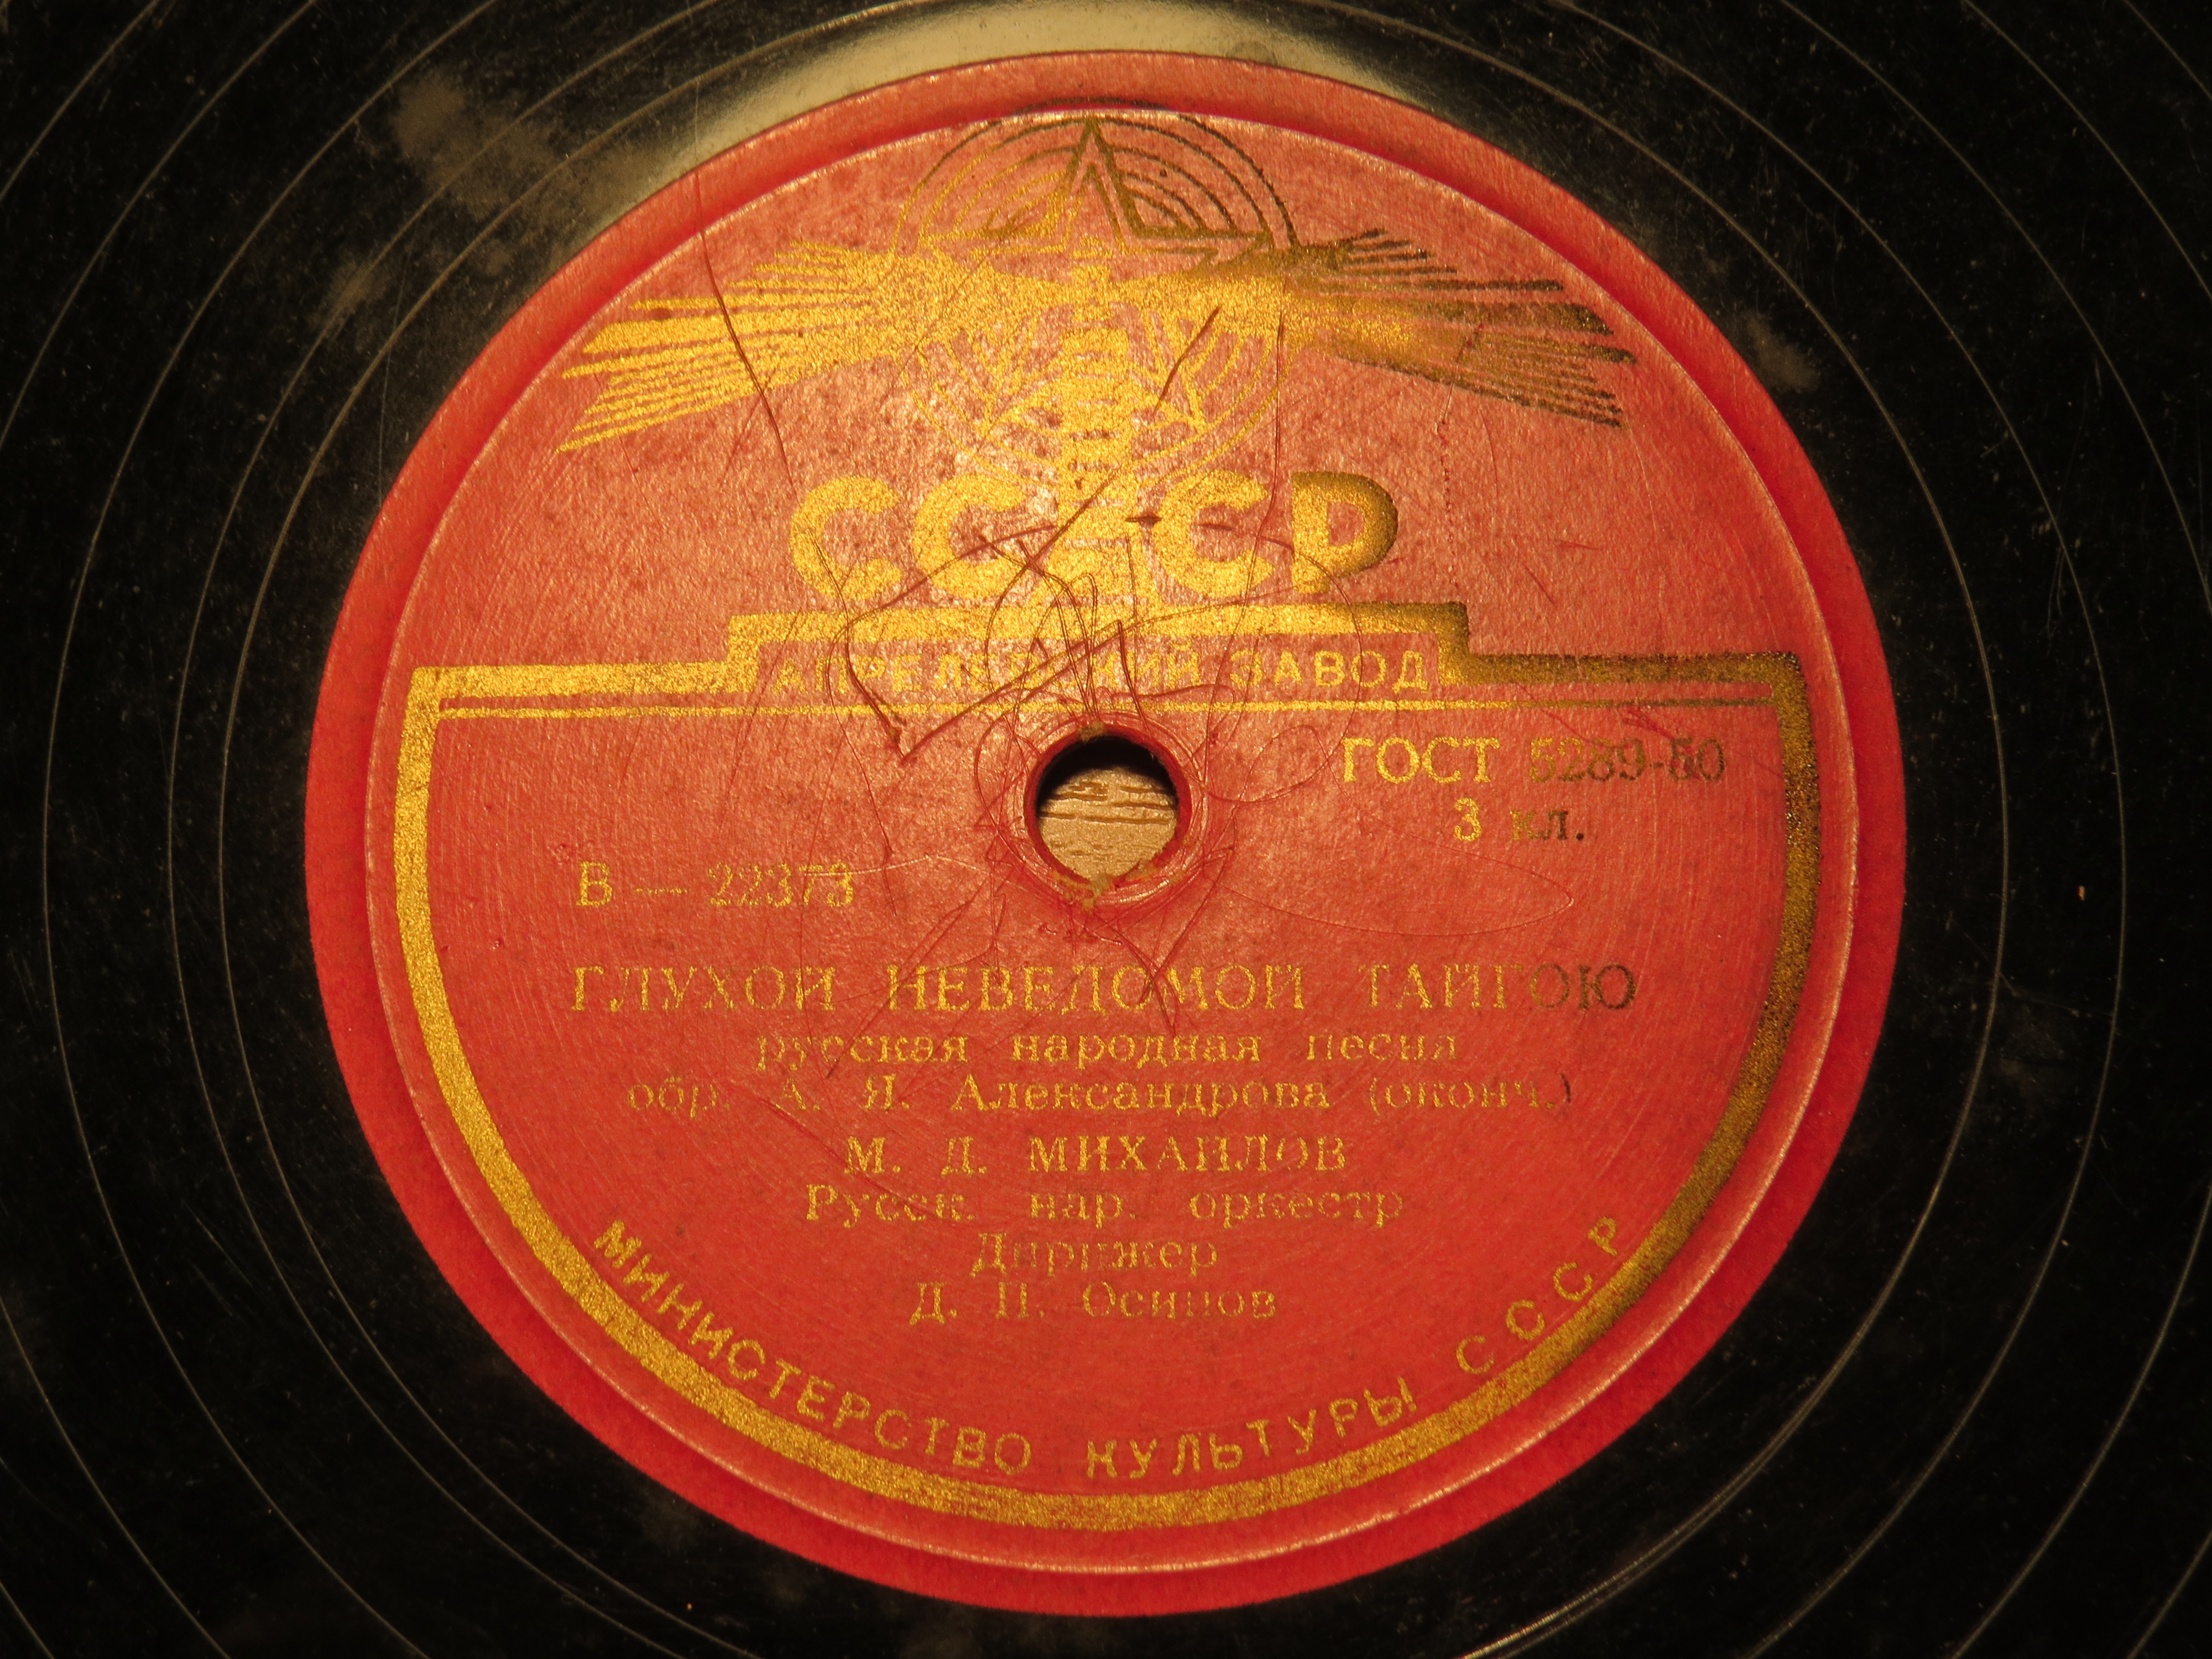 СССР
АПРЕЛЕВСКИЙ ЗАВОД
ГОСТ 5289-50
3 кл.
В — 22373
ГЛУХОЙ НЕВЕДОМОЙ ТАЙГОЮ
русская народная песня
обр. А. Я. Александрова (оконч.)
М. Д. МИХАЙЛОВ
Русск. нар. оркестр
Дирижер
Д. П. Осипов
МИНИСТЕРСТВО КУЛЬТУРЫ СССР